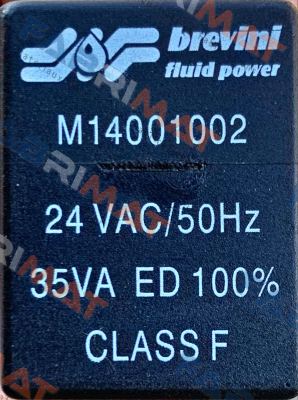 brevini
fluid power
M14001002
24 VAC/50Hz
35VA ED 100%
CLASS F